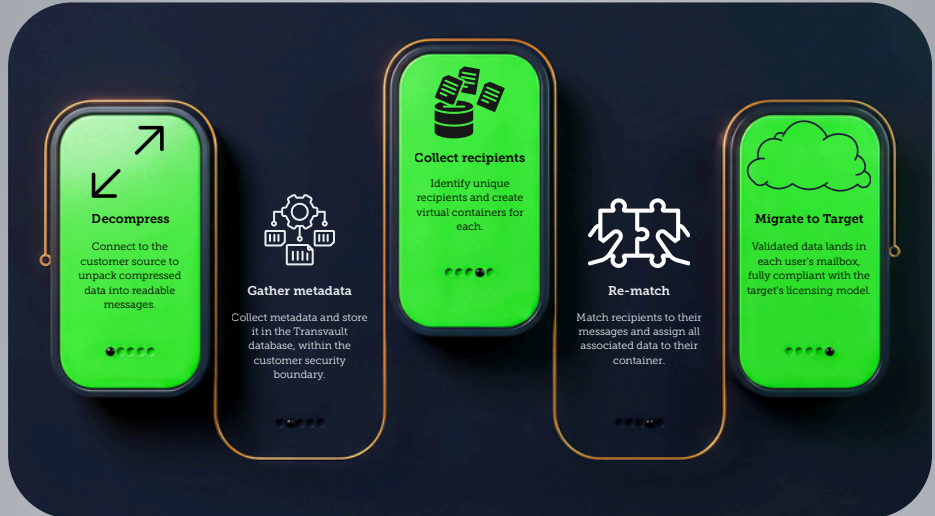 Decompress
Connect to the
customer source to
unpack compressed
data into readable
messages.
Gather metadata
Collect metadata and store
it in the Transvault
database, within the
customer security
boundary.
Collect recipients
Identify unique
recipients and create
virtual containers for
each.
Re-match
Match recipients to their
messages and assign all
associated data to their
container.
Migrate to Target
Validated data lands in
each user's mailbox,
fully compliant with the
target's licensing model.